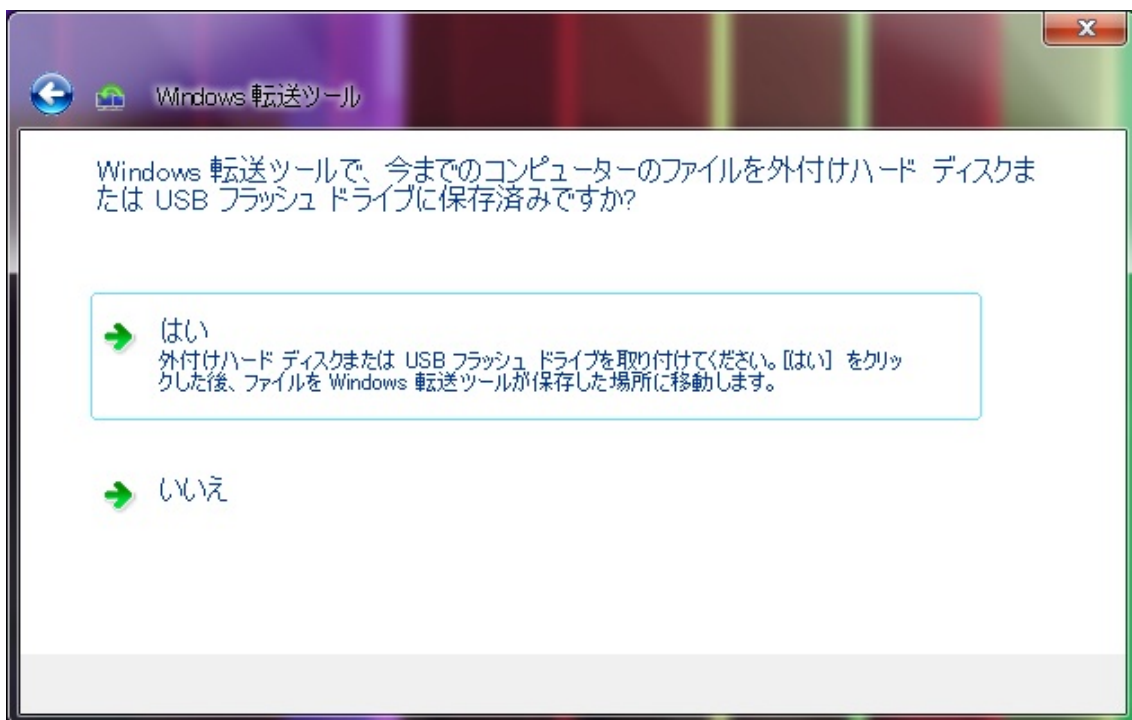 Windows 転送ツール
Windows 転送ツールで、今までのコンピューターのファイルを外付けハード ディスクま
たは USB フラッシュ ドライブに保存済みですか?
はい
外付けハード ディスクまたは USB フラッシュ ドライブを取り付けてください。[はい] をクリッ
クした後、ファイルを Windows 転送ツールが保存した場所に移動します。
いいえ